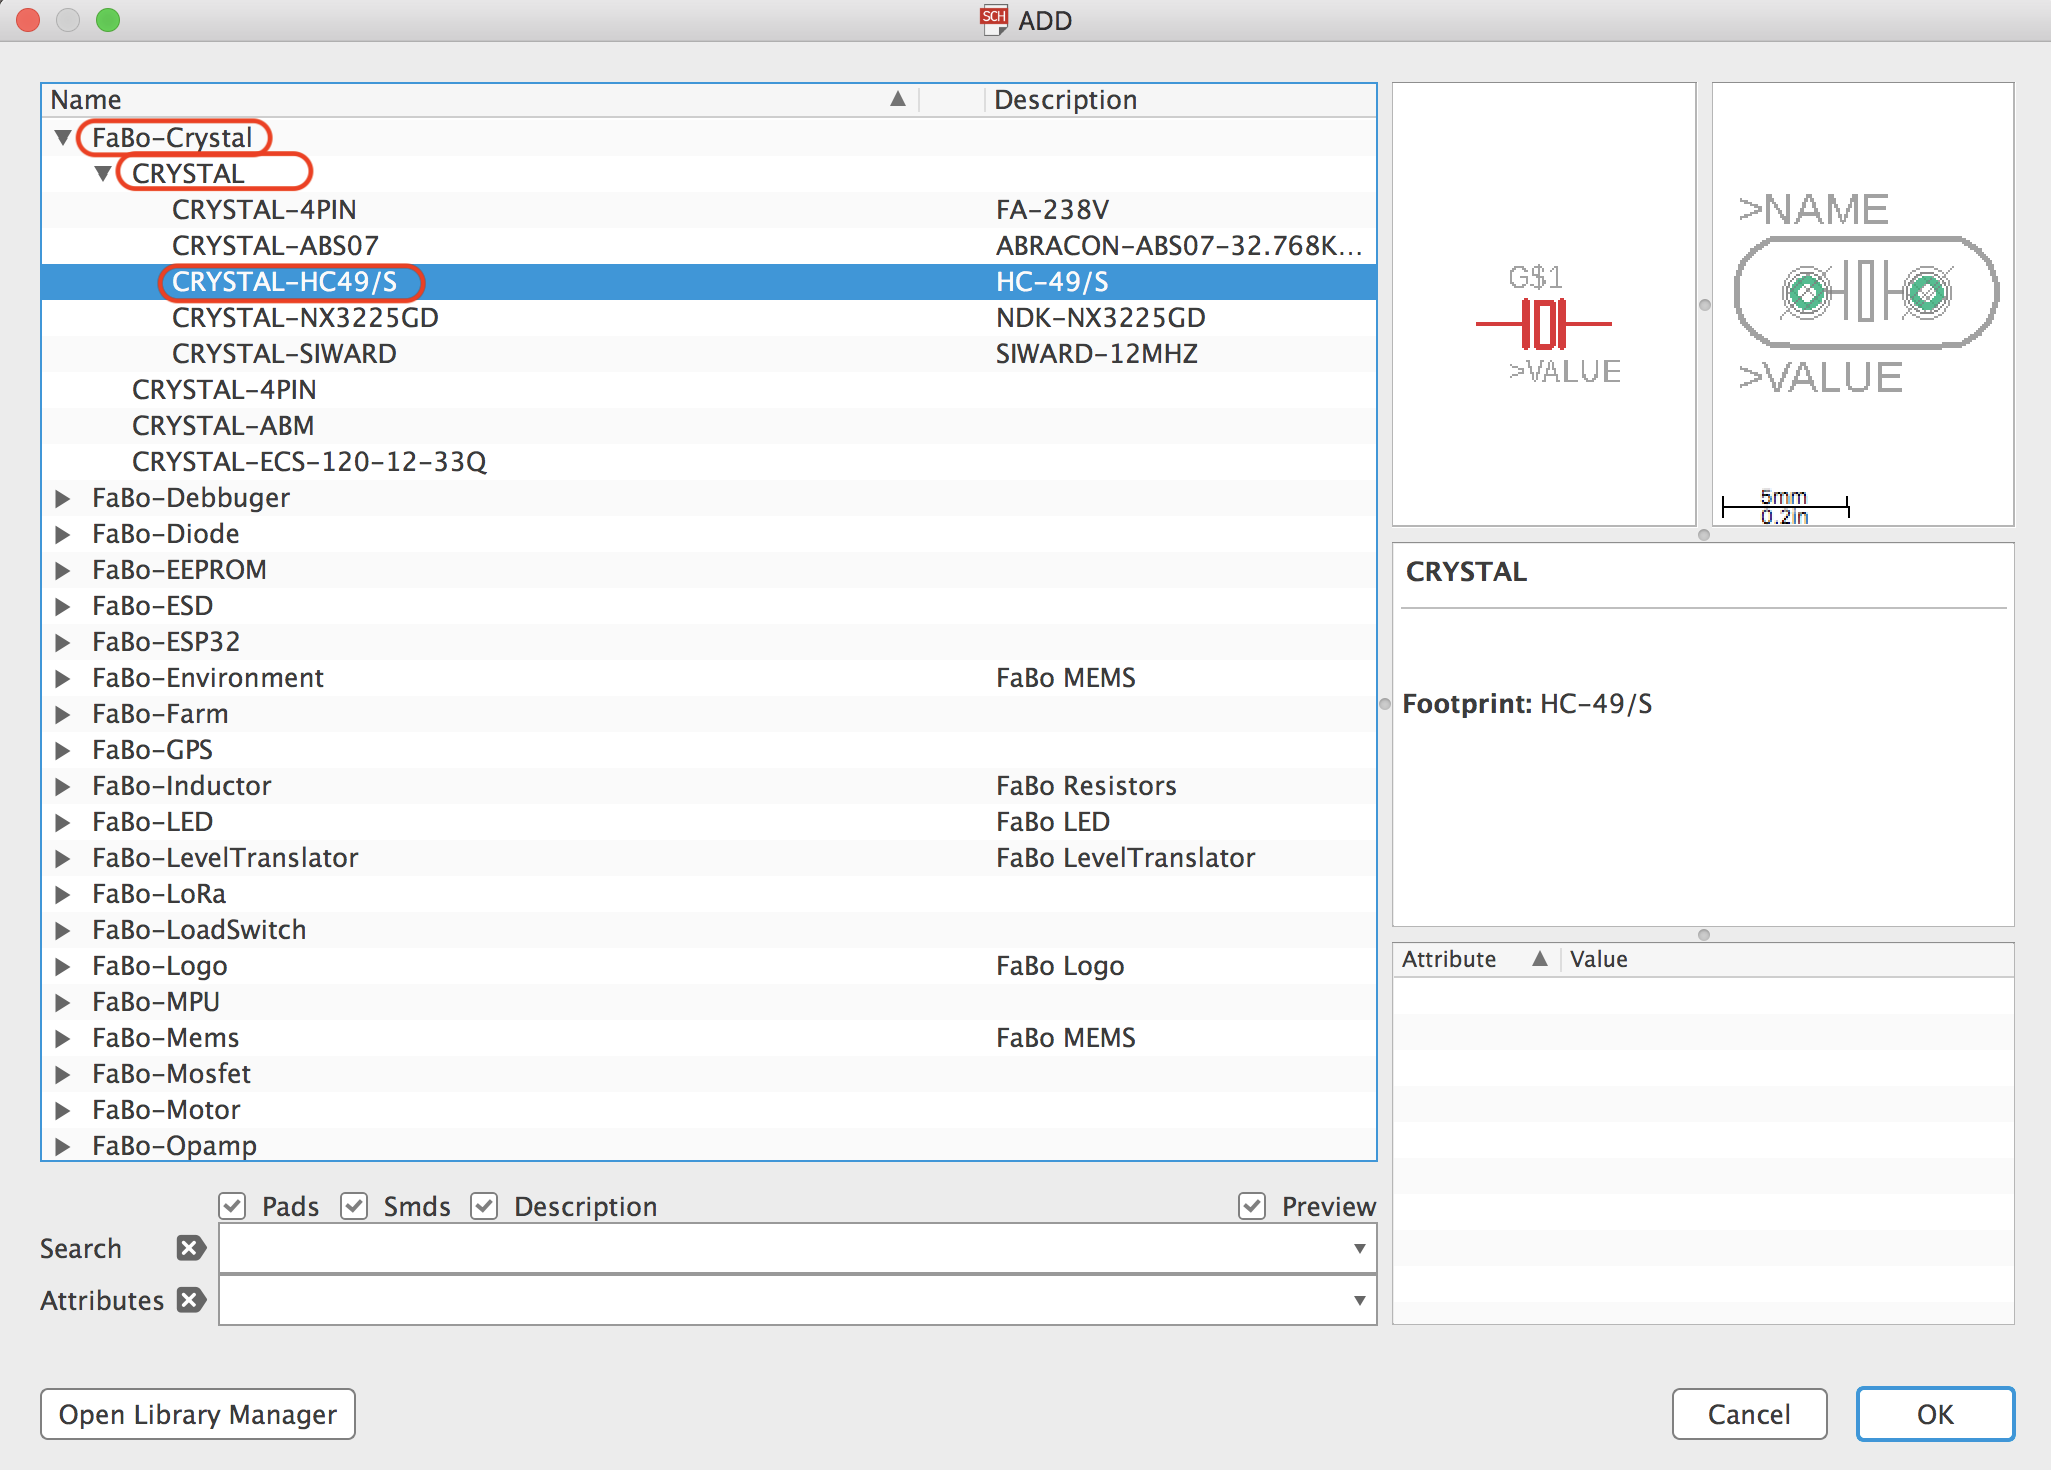 SCH ADD
Name Description
FaBo-Crystal
CRYSTAL
CRYSTAL-4PIN FA-238V
CRYSTAL-ABS07 ABRACON-ABS07-32.768K...
CRYSTAL-HC49/S HC-49/S
CRYSTAL-NX3225GD NDK-NX3225GD
CRYSTAL-SIWARD SIWARD-12MHZ
CRYSTAL-4PIN
CRYSTAL-ABM
CRYSTAL-ECS-120-12-33Q
FaBo-Debbuger
FaBo-Diode
FaBo-EEPROM
FaBo-ESD
FaBo-ESP32
FaBo-Environment FaBo MEMS
FaBo-Farm
FaBo-GPS
FaBo-Inductor FaBo Resistors
FaBo-LED FaBo LED
FaBo-LevelTranslator FaBo LevelTranslator
FaBo-LoRa
FaBo-LoadSwitch
FaBo-Logo FaBo Logo
FaBo-MPU
FaBo-Mems FaBo MEMS
FaBo-Mosfet
FaBo-Motor
FaBo-Opamp
G$1
>VALUE
>NAME
>VALUE
5mm
0.2in
CRYSTAL
Footprint: HC-49/S
Attribute Value
Pads Smds Description Preview
Search
Attributes
Open Library Manager Cancel OK